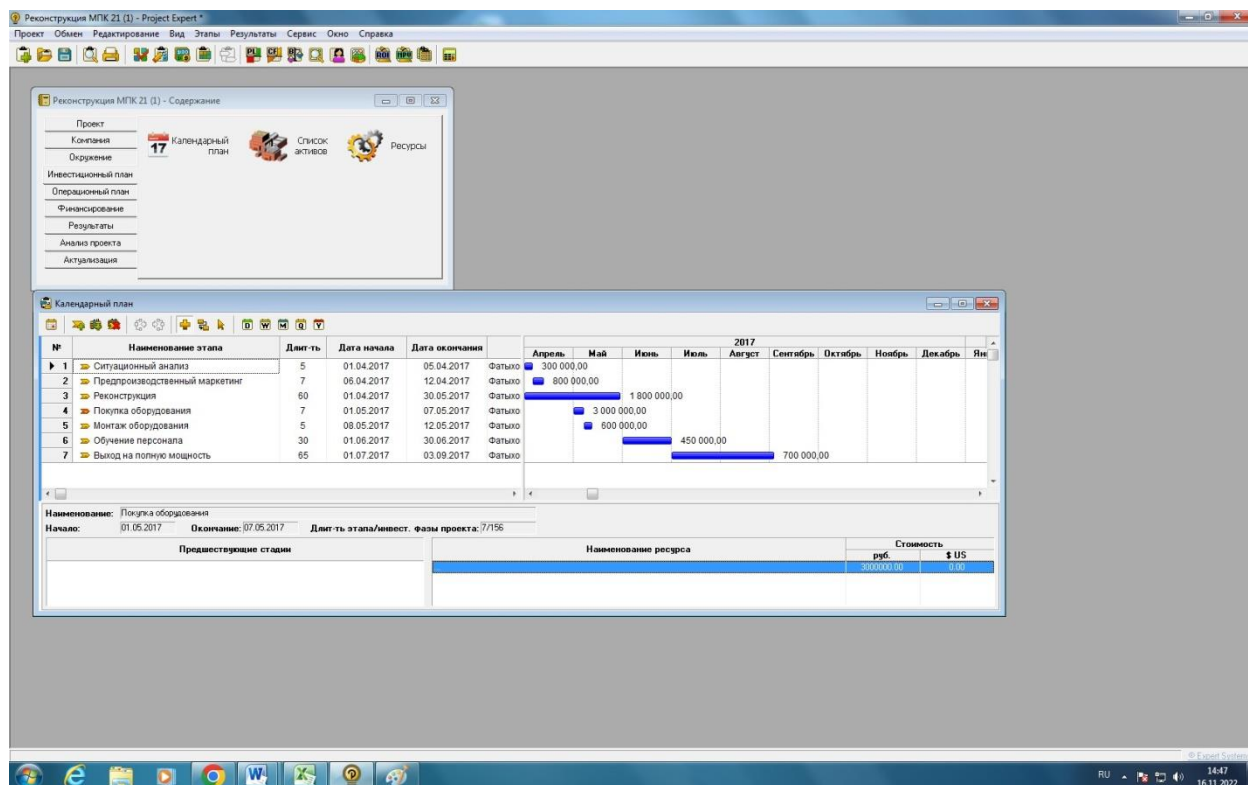 Реконструкция МПК 21 (1) - Project Expert *
Проект Обмен Редактирование Вид Этапы Результаты Сервис Окно Справка
Реконструкция МПК 21 (1) - Содержание
Проект
Компания
Окружение
Инвестиционный план
Операционный план
Финансирование
Результаты
Анализ проекта
Актуализация
17 Календарный план
Список активов
Ресурсы
Календарный план
D W M Q Y
№ Наименование этапа Длит-ть Дата начала Дата окончания
2017
Апрель Май Июнь Июль Август Сентябрь Октябрь Ноябрь Декабрь Ян
1 Ситуационный анализ 5 01.04.2017 05.04.2017 Фатыхо 300 000,00
2 Предпроизводственный маркетинг 7 06.04.2017 12.04.2017 Фатыхо 800 000,00
3 Реконструкция 60 01.04.2017 30.05.2017 Фатыхо 1 800 000,00
4 Покупка оборудования 7 01.05.2017 07.05.2017 Фатыхо 3 000 000,00
5 Монтаж оборудования 5 08.05.2017 12.05.2017 Фатыхо 600 000,00
6 Обучение персонала 30 01.06.2017 30.06.2017 Фатыхо 450 000,00
7 Выход на полную мощность 65 01.07.2017 03.09.2017 Фатыхо 700 000,00
Наименование: Покупка оборудования
Начало: 01.05.2017 Окончание: 07.05.2017 Длит-ть этапа/инвест. фазы проекта: 7/156
Предшествующие стадии
Наименование ресурса
Стоимость
руб. $ US
... 3000000.00 0.00
© Expert System
RU 14:47
16.11.2022